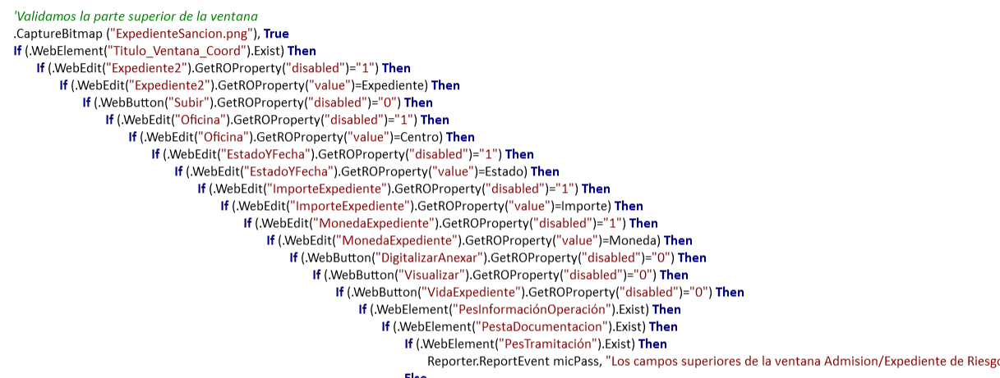 'Validamos la parte superior de la ventana
.CaptureBitmap ("ExpedienteSancion.png"), True
If (.WebElement("Titulo_Ventana_Coord").Exist) Then
If (.WebEdit("Expediente2").GetROProperty("disabled")="1") Then
If (.WebEdit("Expediente2").GetROProperty("value")=Expediente) Then
If (.WebButton("Subir").GetROProperty("disabled")="0") Then
If (.WebEdit("Oficina").GetROProperty("disabled")="1") Then
If (.WebEdit("Oficina").GetROProperty("value")=Centro) Then
If (.WebEdit("EstadoYFecha").GetROProperty("disabled")="1") Then
If (.WebEdit("EstadoYFecha").GetROProperty("value")=Estado) Then
If (.WebEdit("ImporteExpediente").GetROProperty("disabled")="1") Then
If (.WebEdit("ImporteExpediente").GetROProperty("value")=Importe) Then
If (.WebEdit("MonedaExpediente").GetROProperty("disabled")="1") Then
If (.WebEdit("MonedaExpediente").GetROProperty("value")=Moneda) Then
If (.WebButton("DigitalizarAnexar").GetROProperty("disabled")="0") Then
If (.WebButton("Visualizar").GetROProperty("disabled")="0") Then
If (.WebButton("VidaExpediente").GetROProperty("disabled")="0") Then
If (.WebElement("PesInformaciónOperación").Exist) Then
If (.WebElement("PestaDocumentacion").Exist) Then
If (.WebElement("PesTramitación").Exist) Then
Reporter.ReportEvent micPass, "Los campos superiores de la ventana Admision/Expediente de Riesgo
Else